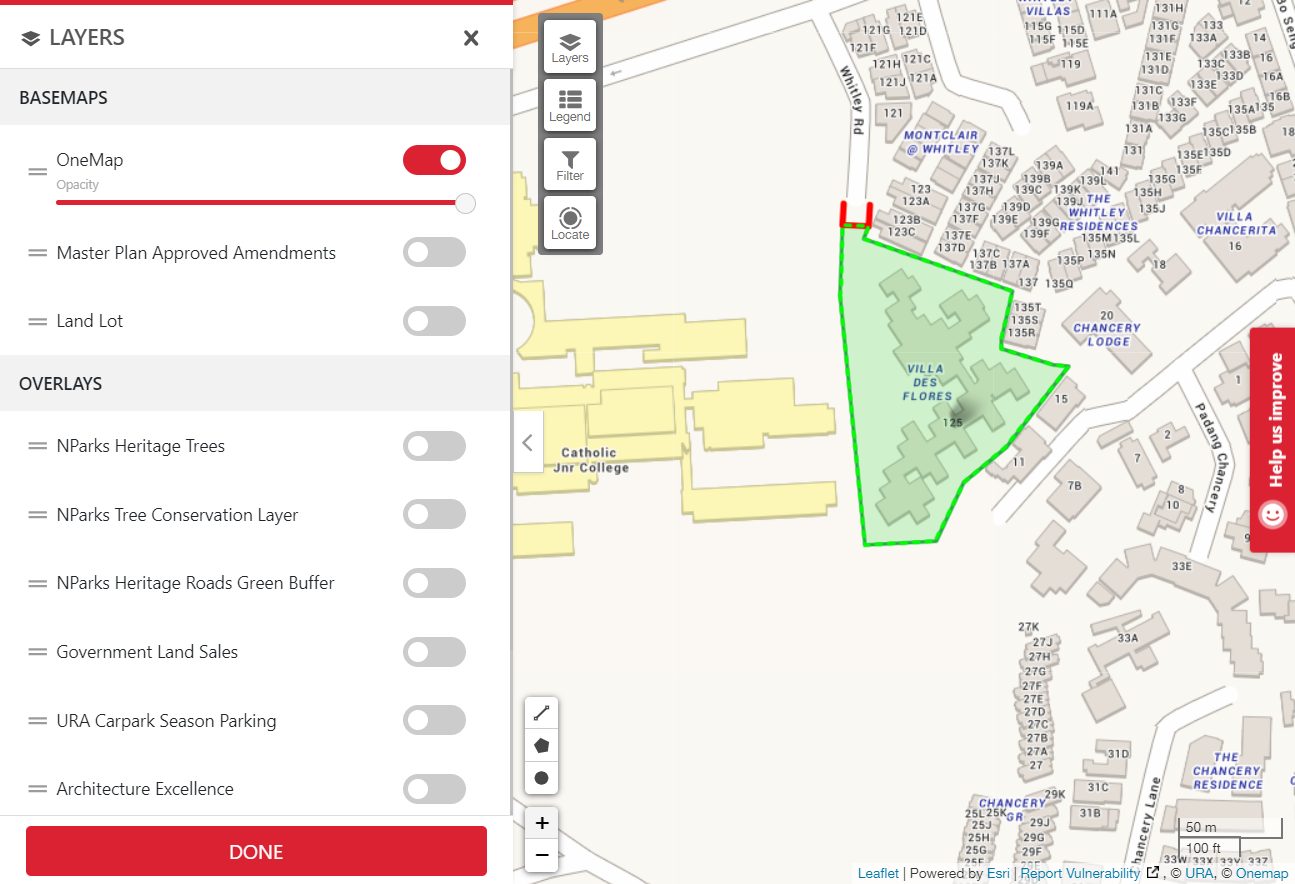 LAYERS
BASEMAPS
OneMap
Opacity
Master Plan Approved Amendments
Land Lot
OVERLAYS
NParks Heritage Trees
NParks Tree Conservation Layer
NParks Heritage Roads Green Buffer
Government Land Sales
URA Carpark Season Parking
Architecture Excellence
DONE
Layers
Legend
Filter
Locate
VILLAS
111A
115G 115D
115F 115E
119
119A
121E
121G 121D
121F
121H 121C
121J 121A
121
Whitley Rd
MONTCLAIR
@ WHITLEY
123
123A
123B
123C
131H
131G
131F
131E
131D
131C
131B
131A
131
133
133A
133B
133C
133D
133E
133F
133G
12
14
16
16A
16B
135A
135
135C 135B
135E 135D
135G
135F
135H
135J
18
137L
137K
137J
137H
137G
137F
137E
137D
137C
137B 137A
137
139A
139B
139C
139D
139E
139K
139J
139G
139F
139L
141
THE
WHITLEY
RESIDENCES
135M 135L
135N
135P
135Q
135T
135S
135R
VILLA
CHANCERITA
16
18
20
CHANCERY
LODGE
VILLA
DES
FLORES
125
15
11
1
2
7
7B
8
10
9
Padang Chancery
Catholic
Jnr College
33E
33A
27K
27J
27H
27G
27F
27E
27D
27C
27B
27A
27
31D
31C
31B
29K
29J
29G
29F
CHANCERY
GR
25L 25K
25J
25H
25G
25E
THE
CHANCERY
RESIDENCE
33W 33X 33Y 33Z
50 m
100 ft
Help us improve
+
−
Leaflet | Powered by Esri | Report Vulnerability , © URA, © Onemap